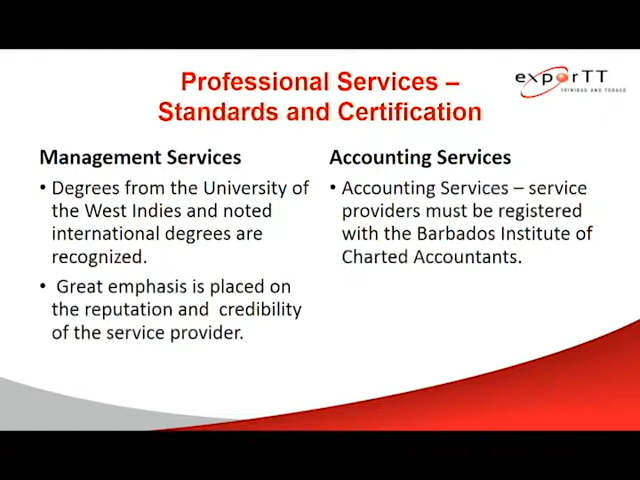 Professional Services –
Standards and Certification
exporTT
TRINIDAD AND TOBAGO
Management Services
• Degrees from the University of
the West Indies and noted
international degrees are
recognized.
• Great emphasis is placed on
the reputation and credibility
of the service provider.
Accounting Services
• Accounting Services – service
providers must be registered
with the Barbados Institute of
Charted Accountants.